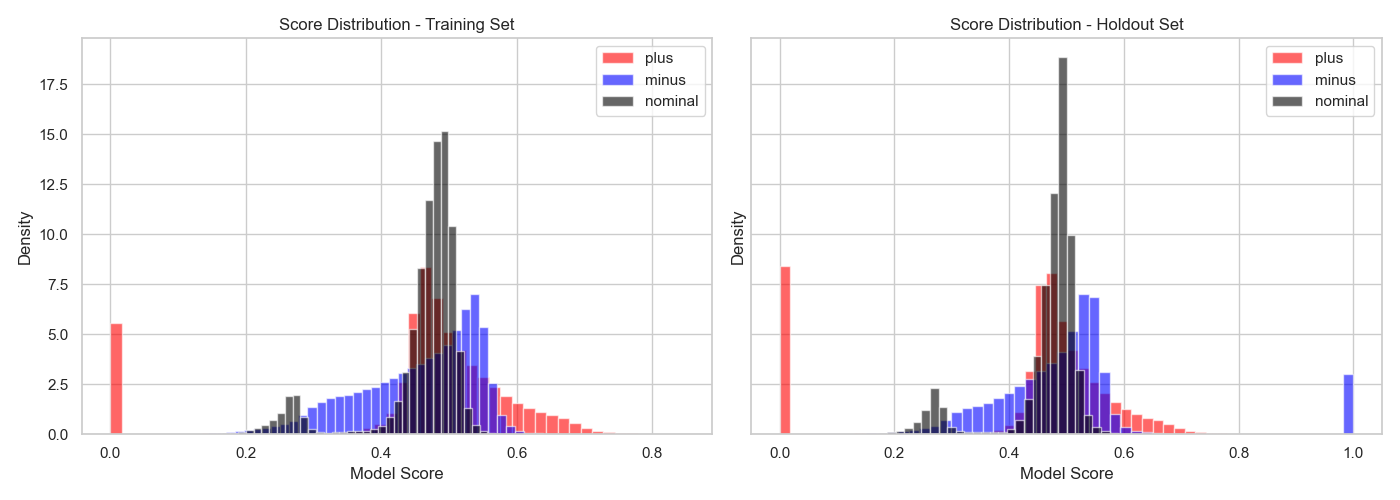 Score Distribution - Training Set
plus
minus
nominal
17.5
15.0
12.5
10.0
7.5
5.0
2.5
0.0
Density
0.0 0.2 0.4 0.6 0.8
Model Score
Score Distribution - Holdout Set
plus
minus
nominal
Density
0.0 0.2 0.4 0.6 0.8 1.0
Model Score